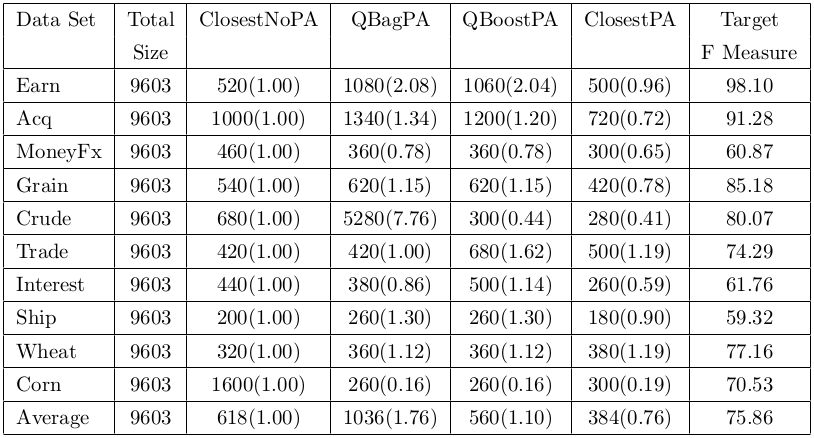 Data Set Total ClosestNoPA QBagPA QBoostPA ClosestPA Target
Size F Measure
Earn 9603 520(1.00) 1080(2.08) 1060(2.04) 500(0.96) 98.10
Acq 9603 1000(1.00) 1340(1.34) 1200(1.20) 720(0.72) 91.28
MoneyFx 9603 460(1.00) 360(0.78) 360(0.78) 300(0.65) 60.87
Grain 9603 540(1.00) 620(1.15) 620(1.15) 420(0.78) 85.18
Crude 9603 680(1.00) 5280(7.76) 300(0.44) 280(0.41) 80.07
Trade 9603 420(1.00) 420(1.00) 680(1.62) 500(1.19) 74.29
Interest 9603 440(1.00) 380(0.86) 500(1.14) 260(0.59) 61.76
Ship 9603 200(1.00) 260(1.30) 260(1.30) 180(0.90) 59.32
Wheat 9603 320(1.00) 360(1.12) 360(1.12) 380(1.19) 77.16
Corn 9603 1600(1.00) 260(0.16) 260(0.16) 300(0.19) 70.53
Average 9603 618(1.00) 1036(1.76) 560(1.10) 384(0.76) 75.86